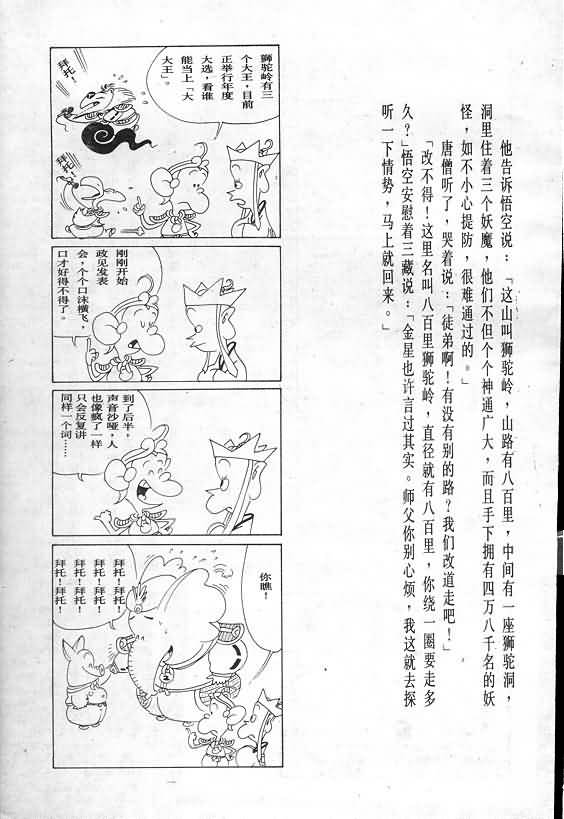 他告诉悟空说：「这山叫狮驼岭，山路有八百里，中间有一座狮驼洞，
洞里住着三个妖魔，他们不但个个神通广大，而且手下拥有四万八千名的妖
怪，如不小心提防，很难通过的。」
唐僧听了，哭着说：「徒弟啊！有没有别的路？我们改道走吧！」
「改不得！这里名叫八百里狮驼岭，直径就有八百里，你绕一圈要走多
久？」悟空安慰着三藏说：「金星也许言过其实。师父你别心烦，我这就去探
听一下情势，马上就回来。」
狮驼岭有三
个大王，目前
正举行年度
大选，看谁
能当上「大
大王」。
拜托！
拜托！
刚刚开始
政见发表
会，个个口沫横飞，
口才好得不得了。
到了后半，
声音沙哑，人
也像疯了一样
只会反复讲
同样一个词……
你瞧！
拜托！拜托！
拜托！拜托！
拜托！拜托！
拜托！拜托！